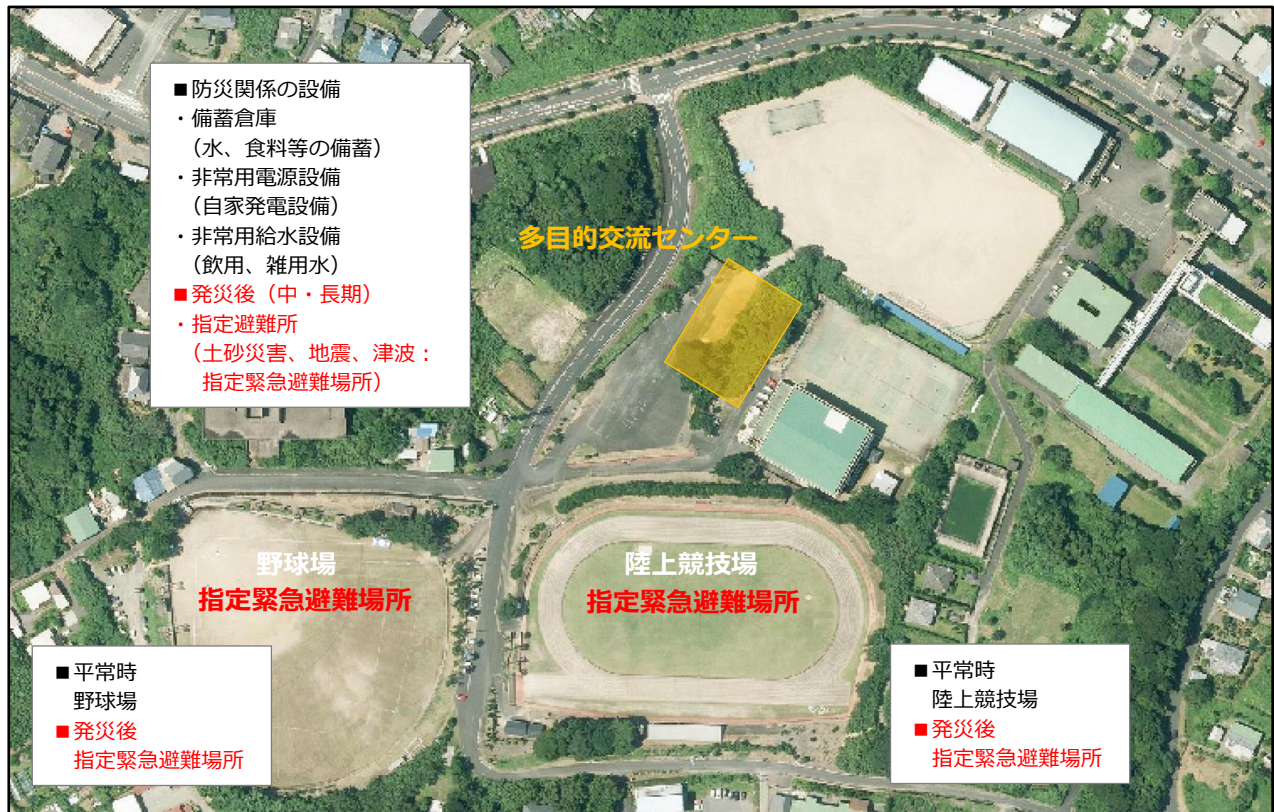 ■防災関係の設備
・備蓄倉庫
（水、食料等の備蓄）
・非常用電源設備
（自家発電設備）
・非常用給水設備
（飲用、雑用水）
■発災後（中・長期）
・指定避難所
（土砂災害、地震、津波：
指定緊急避難場所）
多目的交流センター
野球場
指定緊急避難場所
陸上競技場
指定緊急避難場所
■平常時
野球場
■発災後
指定緊急避難場所
■平常時
陸上競技場
■発災後
指定緊急避難場所